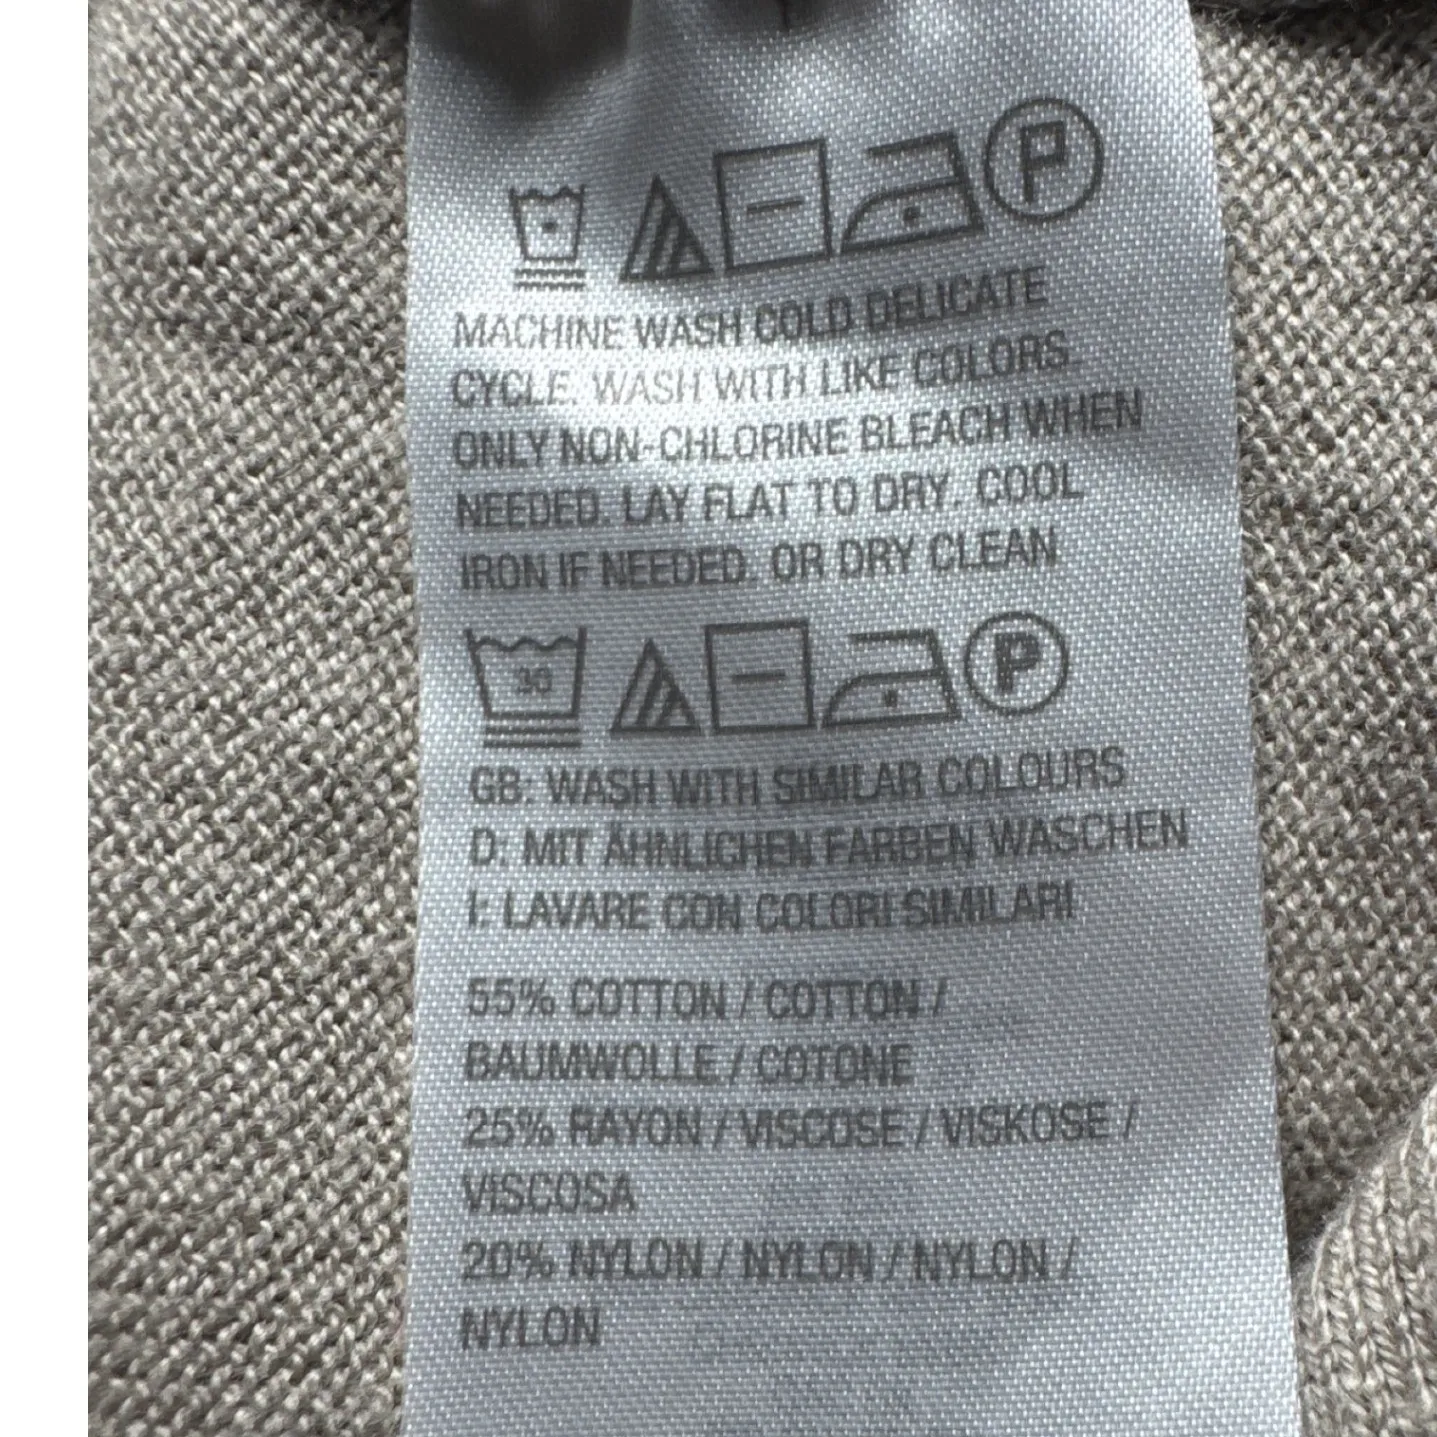 P
MACHINE WASH COLD DELICATE
CYCLE. WASH WITH LIKE COLORS
ONLY NON-CHLORINE BLEACH WHEN
NEEDED. LAY FLAT TO DRY. COOL
IRON IF NEEDED. OR DRY CLEAN
30 P
GB: WASH WITH SIMILAR COLOURS
D: MIT ÄHNLICHEN FARBEN WASCHEN
I: LAVARE CON COLORI SIMILARI
55% COTTON / COTTON /
BAUMWOLLE / COTONE
25% RAYON / VISCOSE / VISKOSE /
VISCOSA
20% NYLON / NYLON / NYLON /
NYLON